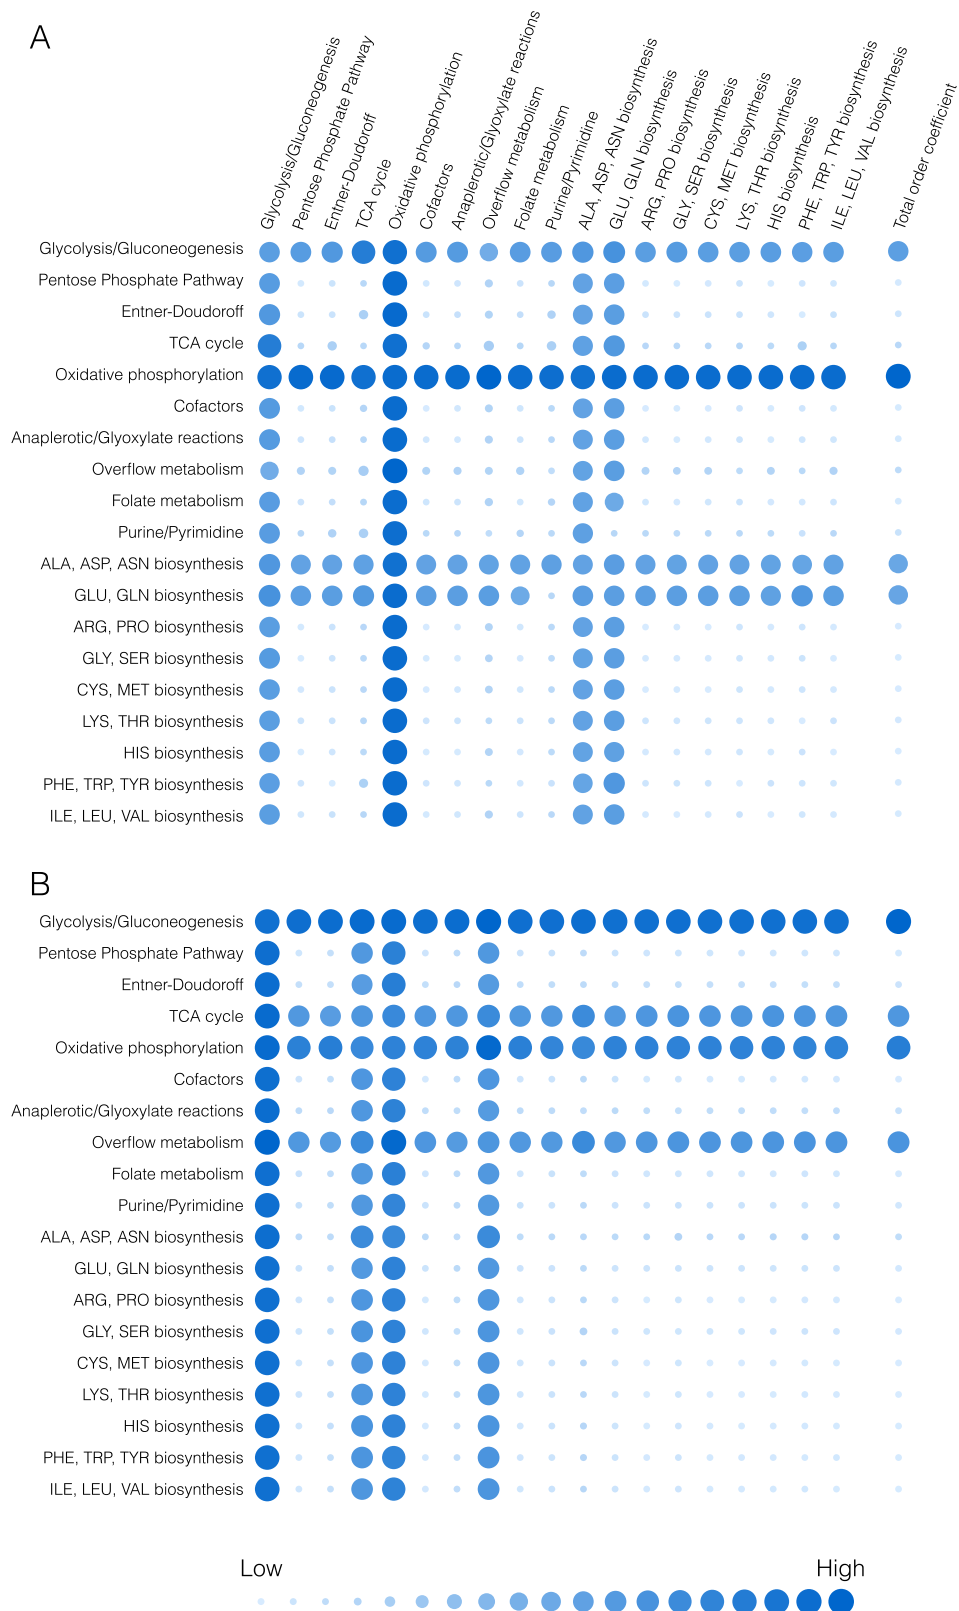 A
Glycolysis/Gluconeogenesis
Pentose Phosphate Pathway
Entner-Doudoroff
TCA cycle
Oxidative phosphorylation
Cofactors
Anaplerotic/Glyoxylate reactions
Overflow metabolism
Folate metabolism
Purine/Pyrimidine
ALA, ASP, ASN biosynthesis
GLU, GLN biosynthesis
ARG, PRO biosynthesis
GLY, SER biosynthesis
CYS, MET biosynthesis
LYS, THR biosynthesis
HIS biosynthesis
PHE, TRP, TYR biosynthesis
ILE, LEU, VAL biosynthesis
Total order coefficient
Glycolysis/Gluconeogenesis
Pentose Phosphate Pathway
Entner-Doudoroff
TCA cycle
Oxidative phosphorylation
Cofactors
Anaplerotic/Glyoxylate reactions
Overflow metabolism
Folate metabolism
Purine/Pyrimidine
ALA, ASP, ASN biosynthesis
GLU, GLN biosynthesis
ARG, PRO biosynthesis
GLY, SER biosynthesis
CYS, MET biosynthesis
LYS, THR biosynthesis
HIS biosynthesis
PHE, TRP, TYR biosynthesis
ILE, LEU, VAL biosynthesis
B
Glycolysis/Gluconeogenesis
Pentose Phosphate Pathway
Entner-Doudoroff
TCA cycle
Oxidative phosphorylation
Cofactors
Anaplerotic/Glyoxylate reactions
Overflow metabolism
Folate metabolism
Purine/Pyrimidine
ALA, ASP, ASN biosynthesis
GLU, GLN biosynthesis
ARG, PRO biosynthesis
GLY, SER biosynthesis
CYS, MET biosynthesis
LYS, THR biosynthesis
HIS biosynthesis
PHE, TRP, TYR biosynthesis
ILE, LEU, VAL biosynthesis
Low
High